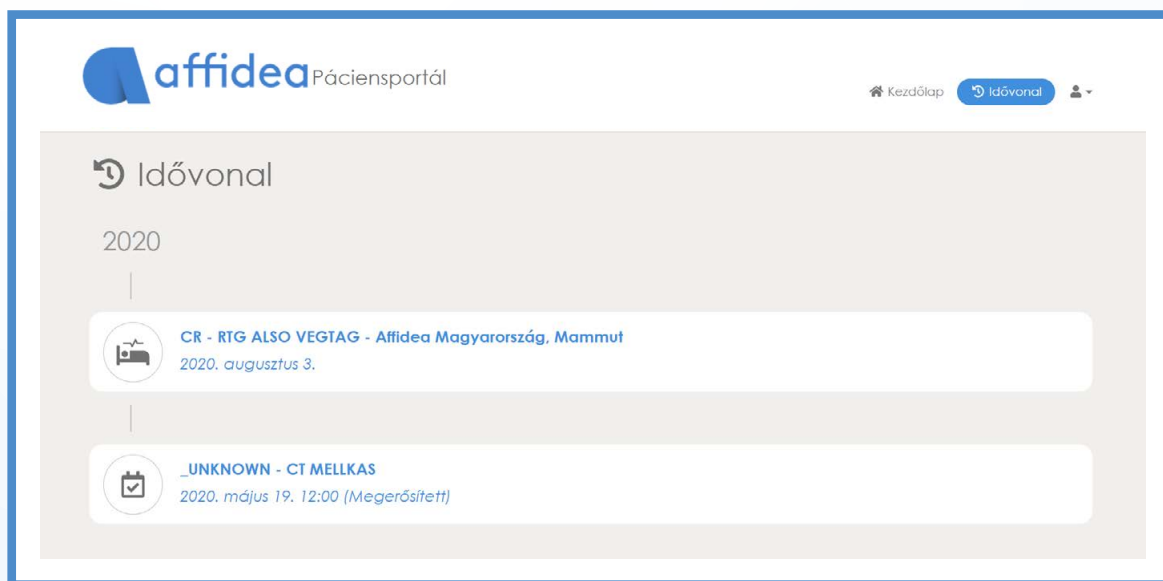 affidea Páciensportál
Kezdőlap Idővonal
Idővonal
2020
CR - RTG ALSO VEGTAG - Affidea Magyarország, Mammut
2020. augusztus 3.
_UNKNOWN - CT MELLKAS
2020. május 19. 12:00 (Megerősített)